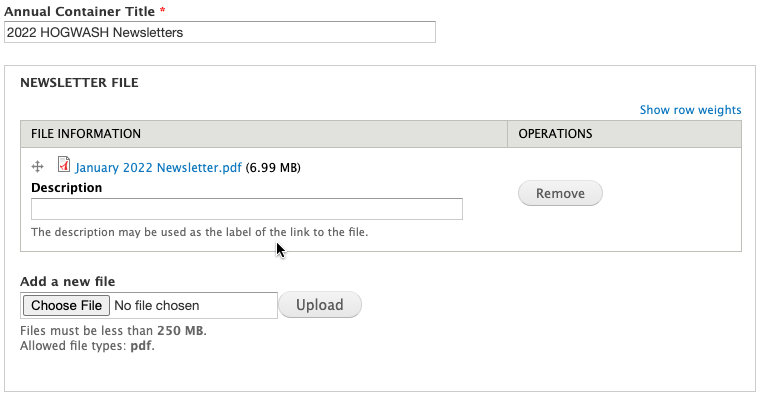 Annual Container Title *
2022 HOGWASH Newsletters
NEWSLETTER FILE
Show row weights
FILE INFORMATION OPERATIONS
January 2022 Newsletter.pdf (6.99 MB)
Description
Remove
The description may be used as the label of the link to the file.
Add a new file
Choose File No file chosen Upload
Files must be less than 250 MB.
Allowed file types: pdf.